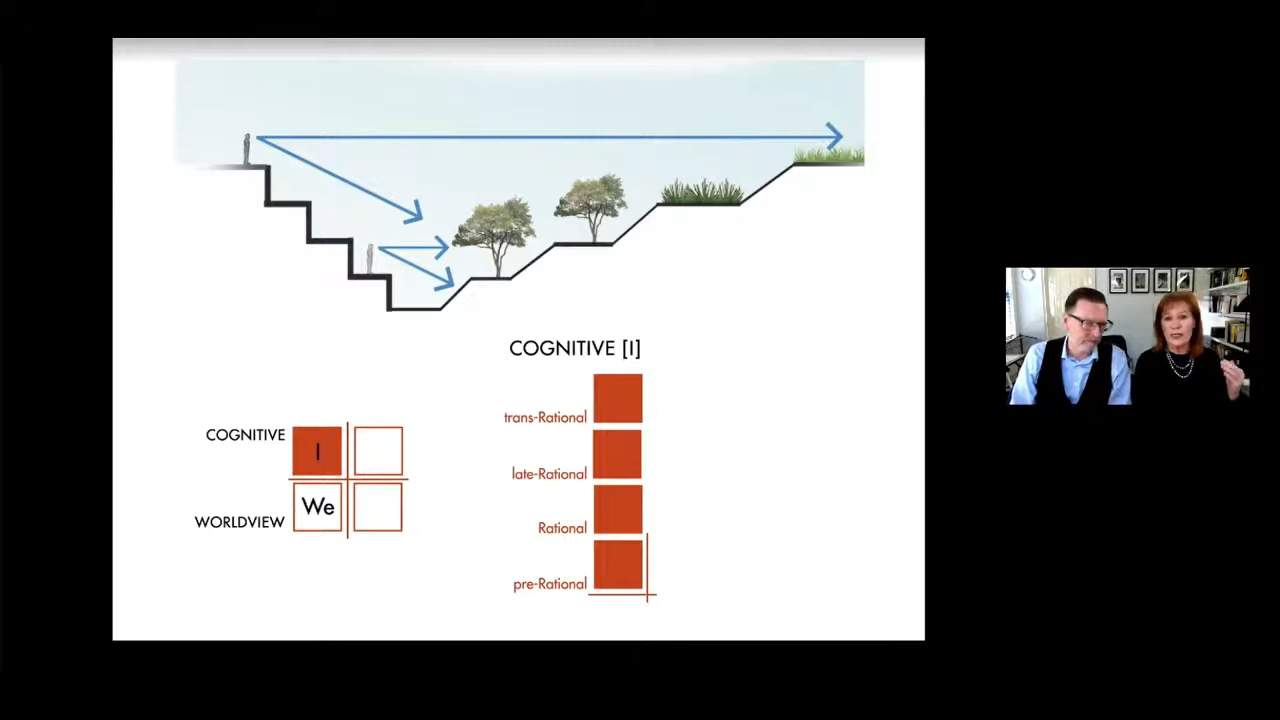 COGNITIVE [I]
trans-Rational
COGNITIVE
I
late-Rational
We
WORLDVIEW
Rational
pre-Rational